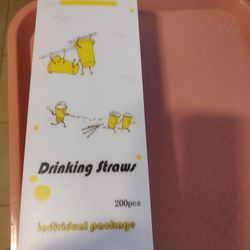 Drinking Straws
200pcs
individual package